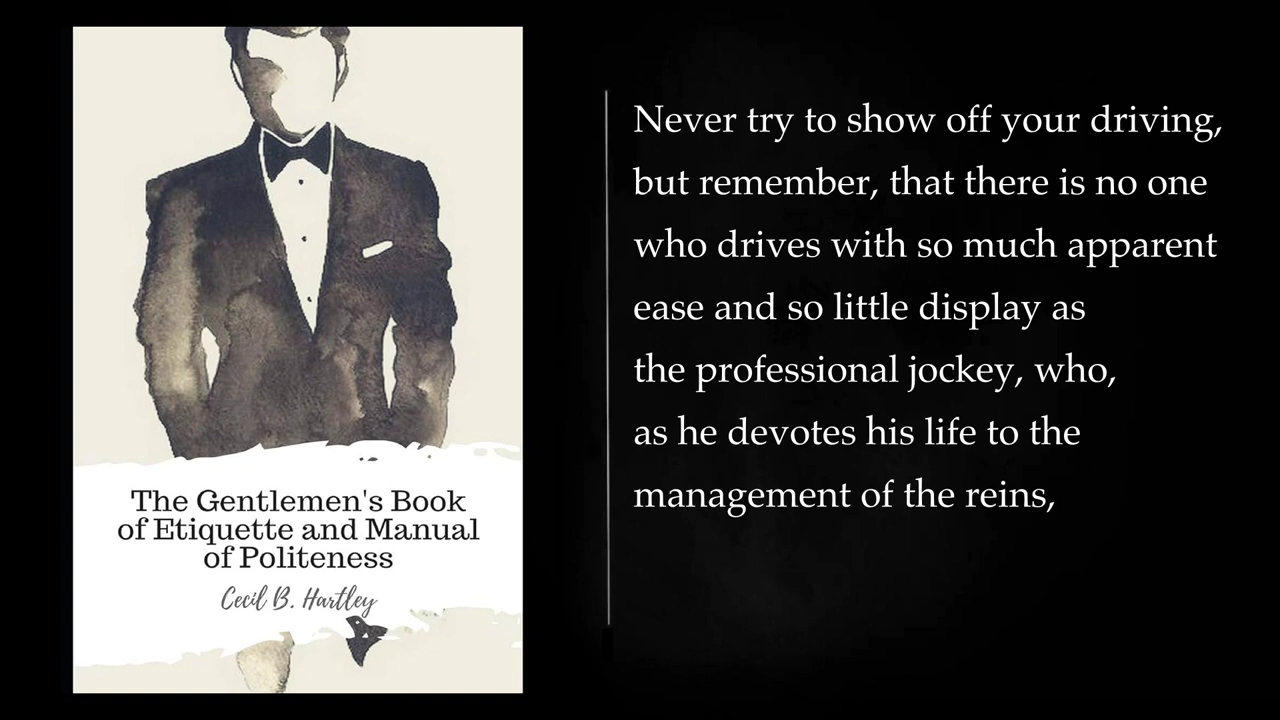 The Gentlemen's Book
of Etiquette and Manual
of Politeness
Cecil B. Hartley
Never try to show off your driving,
but remember, that there is no one
who drives with so much apparent
ease and so little display as
the professional jockey, who,
as he devotes his life to the
management of the reins,